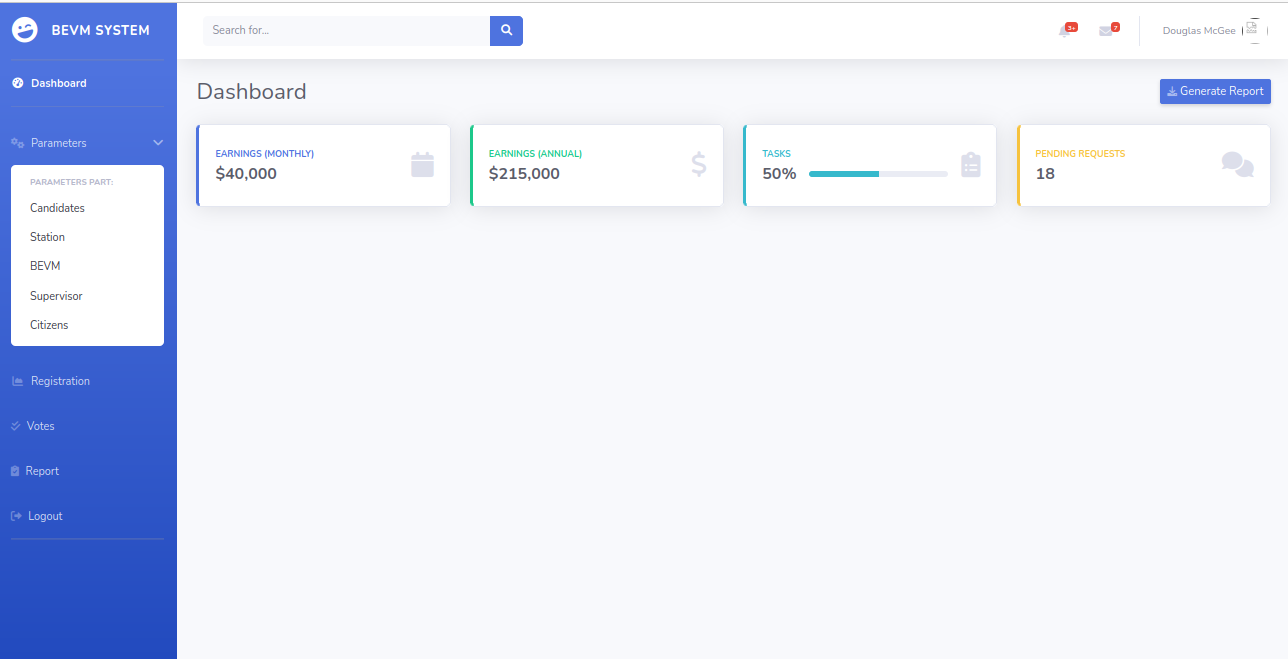 BEVM SYSTEM
Dashboard
Parameters
PARAMETERS PART:
Candidates
Station
BEVM
Supervisor
Citizens
Registration
Votes
Report
Logout
Search for...
3+
7
Douglas McGee
Dashboard
Generate Report
EARNINGS (MONTHLY)
$40,000
EARNINGS (ANNUAL)
$215,000
TASKS
50%
PENDING REQUESTS
18